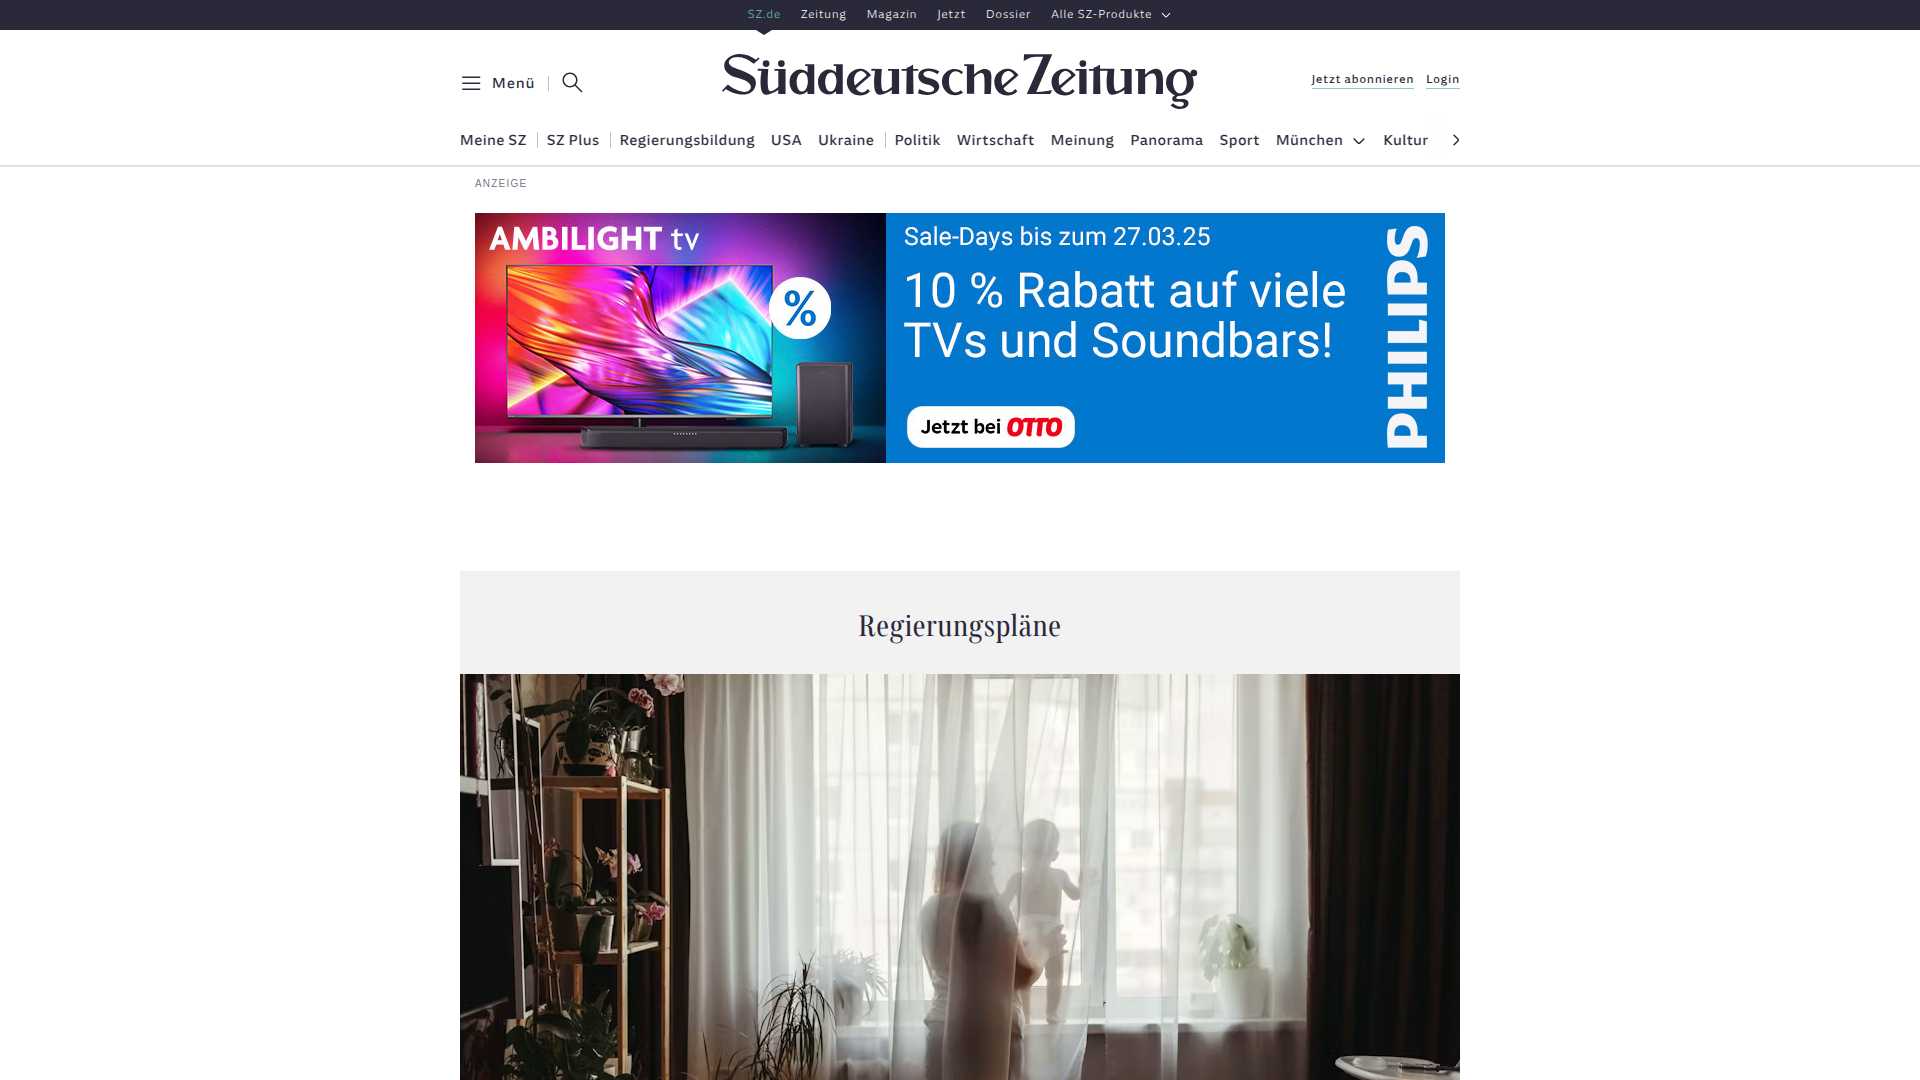 SZ.de Zeitung Magazin Jetzt Dossier Alle SZ-Produkte
Menü
Süddeutsche Zeitung
Jetzt abonnieren Login
Meine SZ SZ Plus Regierungsbildung USA Ukraine Politik Wirtschaft Meinung Panorama Sport München Kultur
ANZEIGE
AMBILIGHT tv
%
Sale-Days bis zum 27.03.25
10 % Rabatt auf viele
TVs und Soundbars!
Jetzt bei OTTO
PHILIPS
Regierungspläne